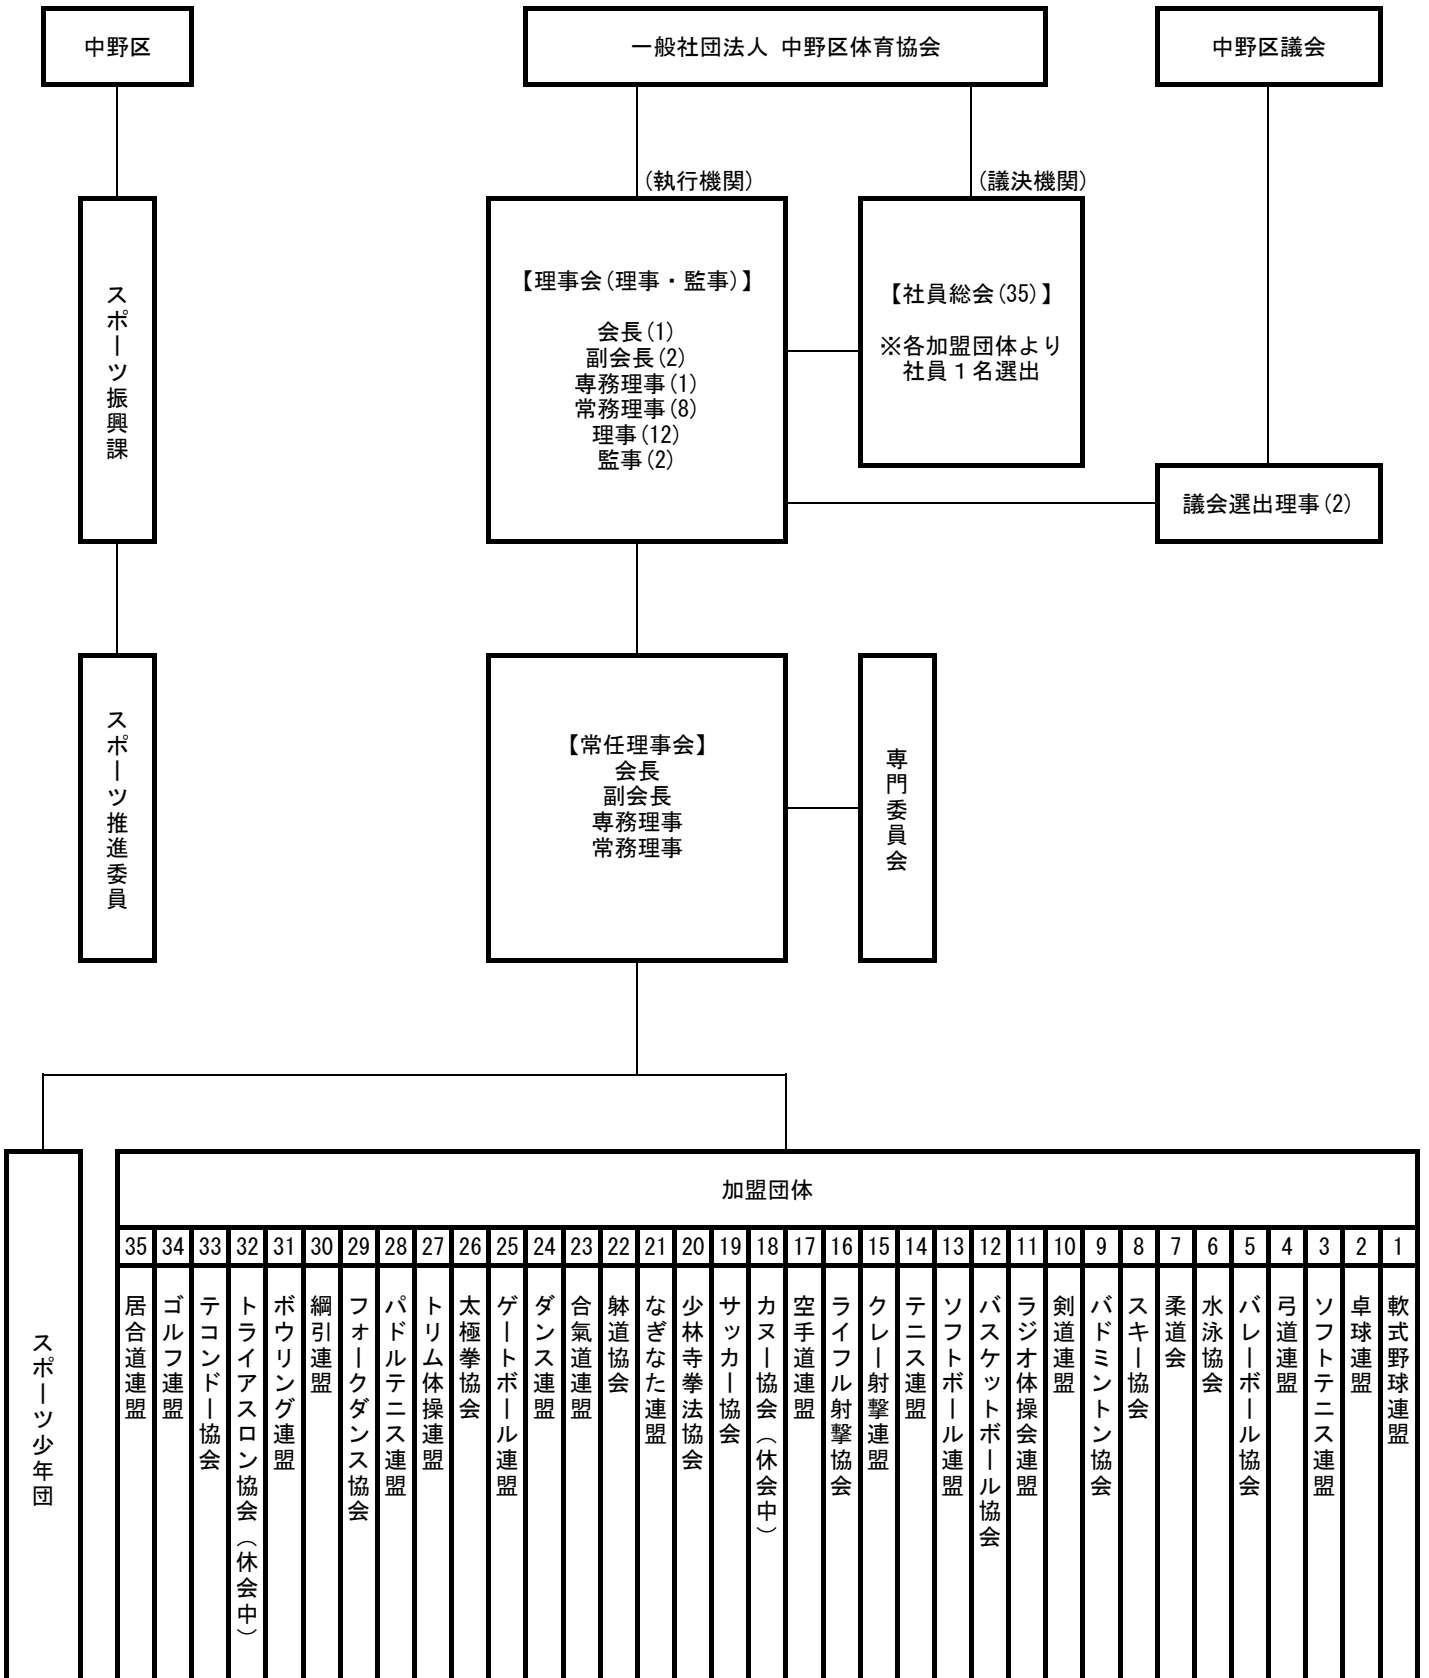 中野区
一般社団法人 中野区体育協会
中野区議会
(執行機関)
(議決機関)
スポーツ振興課
【理事会(理事・監事)】
会長(1)
副会長(2)
専務理事(1)
常務理事(8)
理事(12)
監事(2)
【社員総会(35)】
※各加盟団体より
社員１名選出
議会選出理事(2)
スポーツ推進委員
【常任理事会】
会長
副会長
専務理事
常務理事
専門委員会
スポーツ少年団
加盟団体
35 34 33 32 31 30 29 28 27 26 25 24 23 22 21 20 19 18 17 16 15 14 13 12 11 10 9 8 7 6 5 4 3 2 1
軟式野球連盟
卓球連盟
ソフトテニス連盟
弓道連盟
バレーボール協会
水泳協会
柔道会
スキー協会
バドミントン協会
剣道連盟
ラジオ体操会連盟
バスケットボール協会
ソフトボール連盟
テニス連盟
クレー射撃連盟
ライフル射撃協会
空手道連盟
カヌー協会（休会中）
サッカー協会
少林寺拳法協会
なぎなた連盟
躰道協会
合氣道連盟
ダンス連盟
ゲートボール連盟
太極拳協会
トリム体操連盟
パドルテニス連盟
フォークダンス協会
綱引連盟
ボウリング連盟
トライアスロン協会（休会中）
テコンドー協会
ゴルフ連盟
居合道連盟